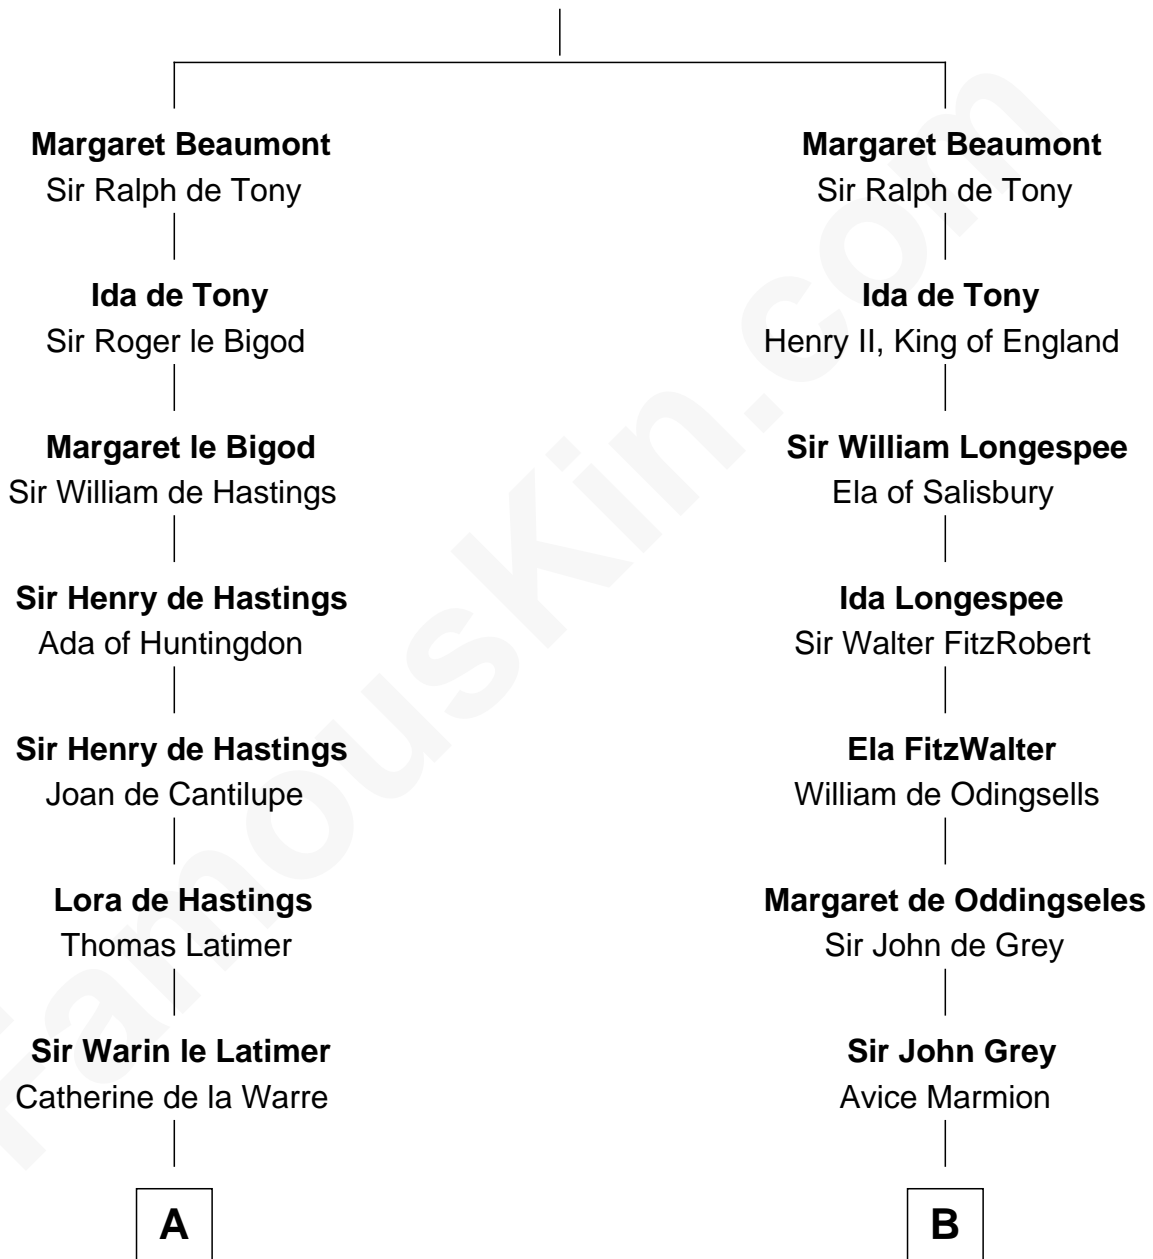 Margaret Beaumont
Sir Ralph de Tony
Ida de Tony
Sir Roger le Bigod
Margaret le Bigod
Sir William de Hastings
Sir Henry de Hastings
Ada of Huntingdon
Sir Henry de Hastings
Joan de Cantilupe
Lora de Hastings
Thomas Latimer
Sir Warin le Latimer
Catherine de la Warre
A
Margaret Beaumont
Sir Ralph de Tony
Ida de Tony
Henry II, King of England
Sir William Longespee
Ela of Salisbury
Ida Longespee
Sir Walter FitzRobert
Ela FitzWalter
William de Odingsells
Margaret de Oddingseles
Sir John de Grey
Sir John Grey
Avice Marmion
B
FamousKin.com